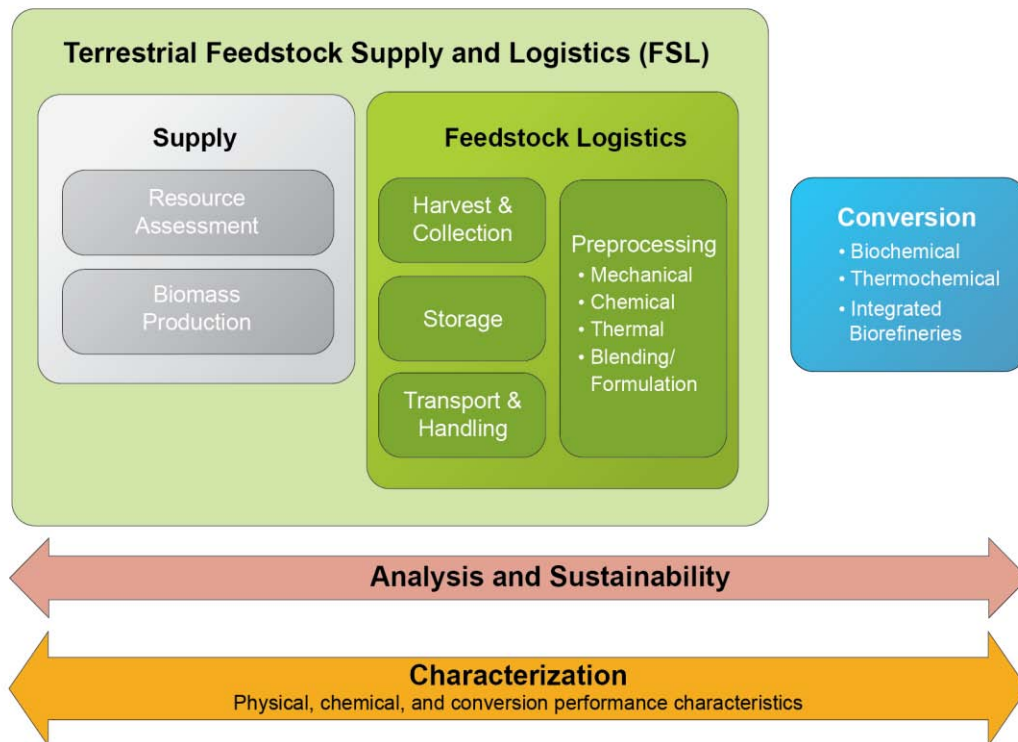 Terrestrial Feedstock Supply and Logistics (FSL)
Supply
Resource
Assessment
Biomass
Production
Feedstock Logistics
Harvest &
Collection
Storage
Transport &
Handling
Preprocessing
• Mechanical
• Chemical
• Thermal
• Blending/
Formulation
Conversion
• Biochemical
• Thermochemical
• Integrated
Biorefineries
Analysis and Sustainability
Characterization
Physical, chemical, and conversion performance characteristics